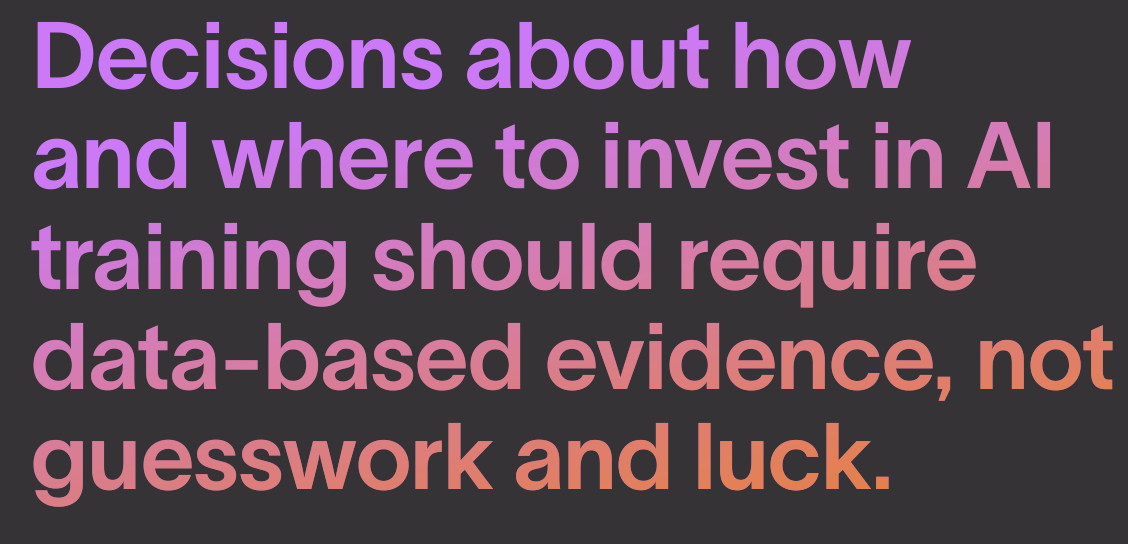 Decisions about how
and where to invest in AI
training should require
data-based evidence, not
guesswork and luck.